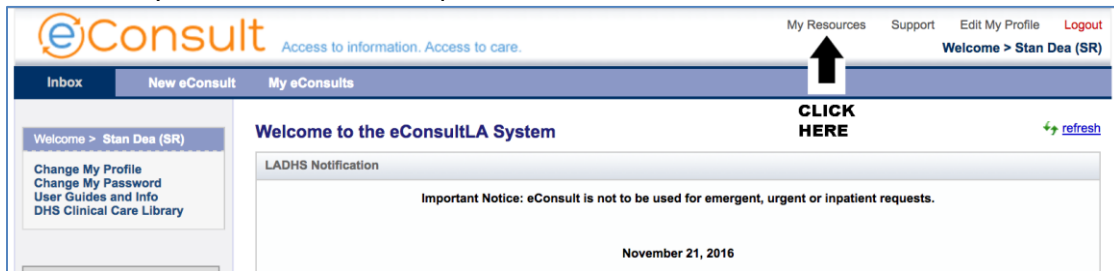 eConsult Access to information. Access to care.
My Resources Support Edit My Profile Logout
Welcome > Stan Dea (SR)
Inbox New eConsult My eConsults
CLICK
HERE
Welcome > Stan Dea (SR)
Change My Profile
Change My Password
User Guides and Info
DHS Clinical Care Library
Welcome to the eConsultLA System
refresh
LADHS Notification
Important Notice: eConsult is not to be used for emergent, urgent or inpatient requests.
November 21, 2016